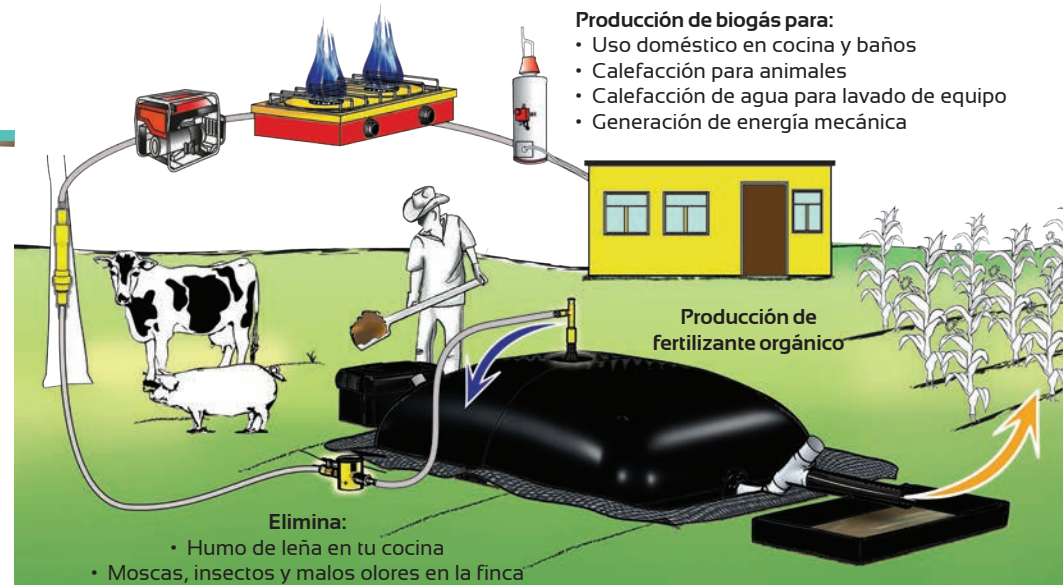 Producción de biogás para:
• Uso doméstico en cocina y baños
• Calefacción para animales
• Calefacción de agua para lavado de equipo
• Generación de energía mecánica
Producción de
fertilizante orgánico
Elimina:
• Humo de leña en tu cocina
• Moscas, insectos y malos olores en la finca